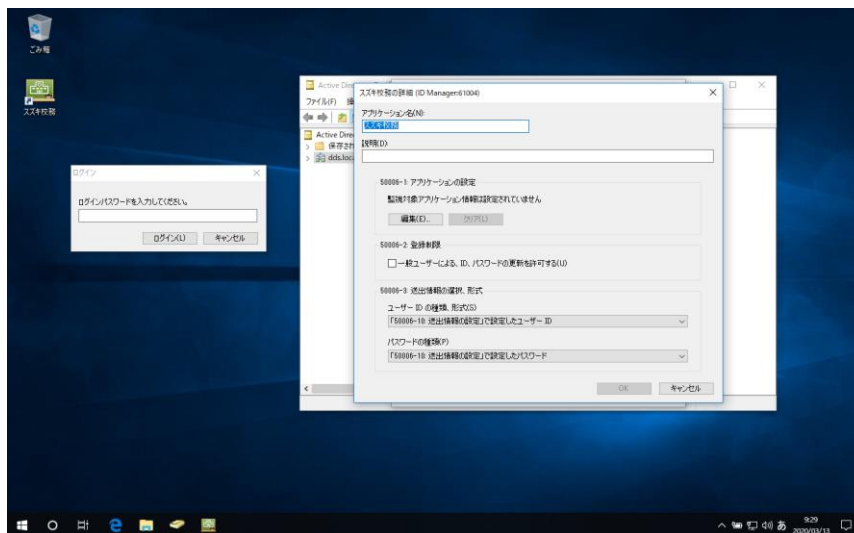 ごみ箱
スズキ校務
ログイン
ログインパスワードを入力してください。
ログイン(L)
キャンセル
Active Dire
ファイル(F)
Active Dire
保存され
dds.loca
スズキ校務の詳細 (ID Manager:61004)
アプリケーション名(N):
スズキ校務
説明(D)
50006-1: アプリケーションの設定
監視対象アプリケーション情報は設定されていません
編集(E)...
クリア(L)
50006-2: 登録制限
一般ユーザーによる、ID、パスワードの更新を許可する(U)
50006-3: 送出情報の選択、形式
ユーザー ID の種類、形式(S)
「50006-10: 送出情報の設定」で設定したユーザー ID
パスワードの種類(P)
「50006-10: 送出情報の設定」で設定したパスワード
OK
キャンセル
あ
9:29
2020/03/13